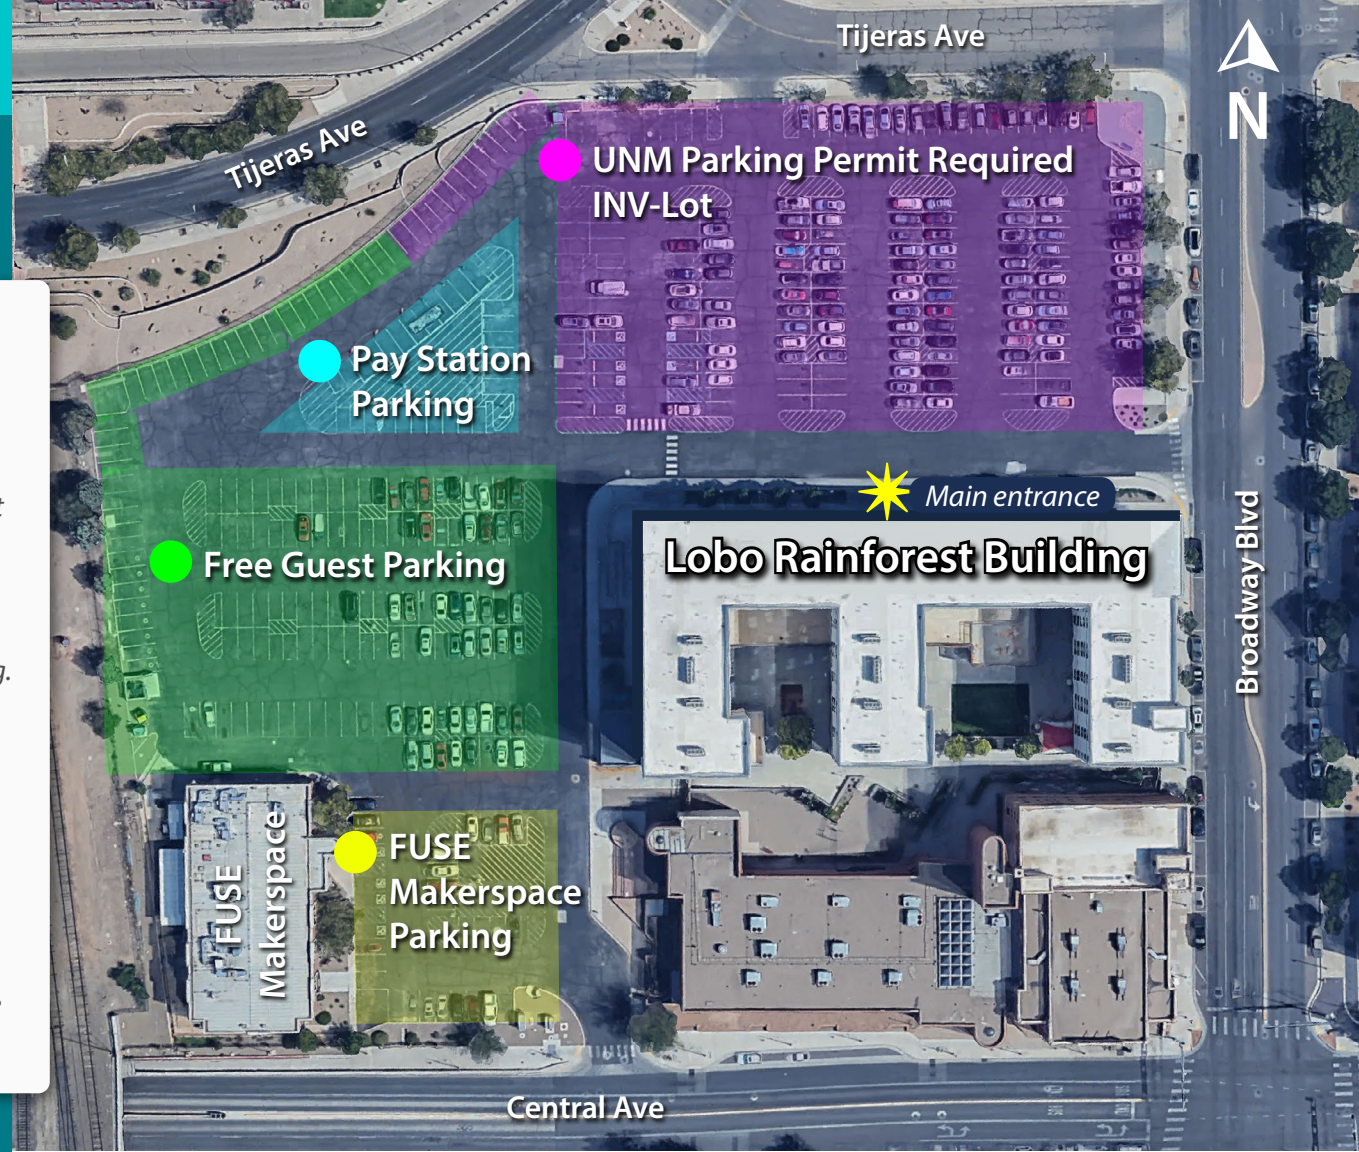 Tijeras Ave
N
Tijeras Ave
UNM Parking Permit Required
INV-Lot
Pay Station
Parking
Main entrance
Lobo Rainforest Building
Free Guest Parking
Broadway Blvd
FUSE
Makerspace
FUSE
Makerspace
Parking
Central Ave